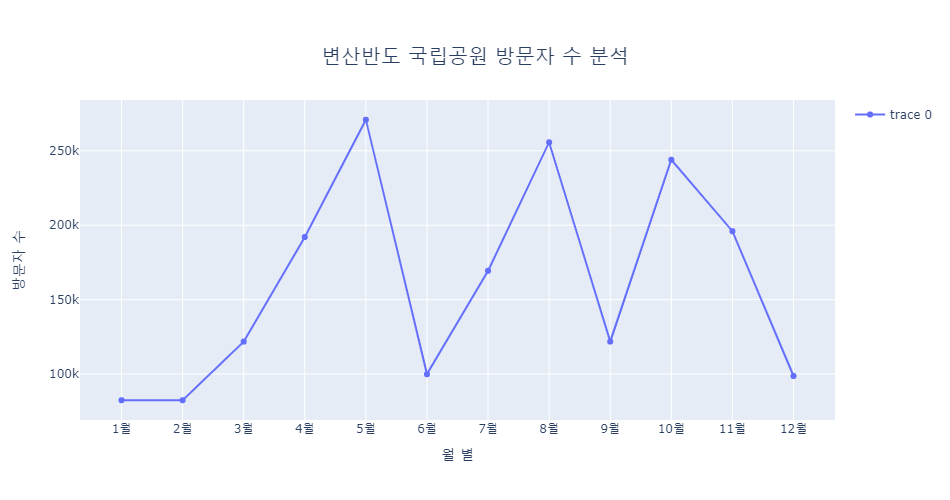 변산반도 국립공원 방문자 수 분석
trace 0
방문자 수
250k
200k
150k
100k
1월 2월 3월 4월 5월 6월 7월 8월 9월 10월 11월 12월
월 별